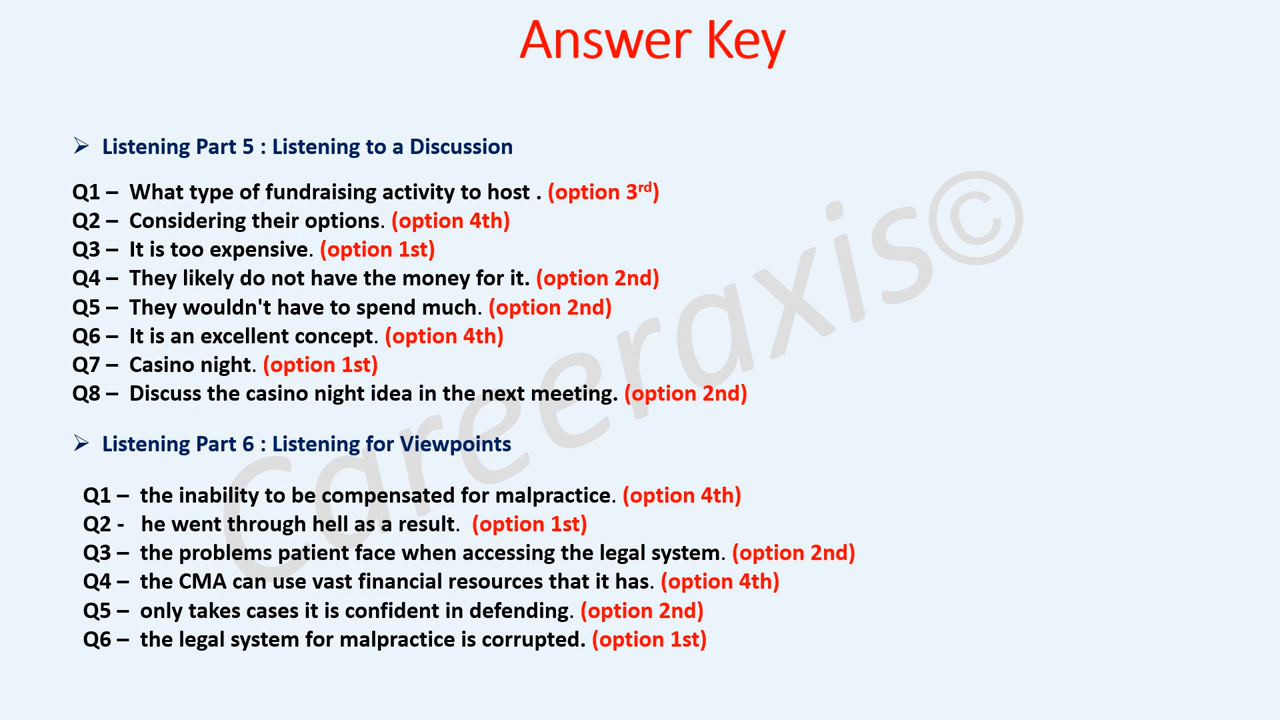 Answer Key
➢ Listening Part 5 : Listening to a Discussion
Q1 – What type of fundraising activity to host . (option 3rd)
Q2 – Considering their options. (option 4th)
Q3 – It is too expensive. (option 1st)
Q4 – They likely do not have the money for it. (option 2nd)
Q5 – They wouldn't have to spend much. (option 2nd)
Q6 – It is an excellent concept. (option 4th)
Q7 – Casino night. (option 1st)
Q8 – Discuss the casino night idea in the next meeting. (option 2nd)
➢ Listening Part 6 : Listening for Viewpoints
Q1 – the inability to be compensated for malpractice. (option 4th)
Q2 - he went through hell as a result. (option 1st)
Q3 – the problems patient face when accessing the legal system. (option 2nd)
Q4 – the CMA can use vast financial resources that it has. (option 4th)
Q5 – only takes cases it is confident in defending. (option 2nd)
Q6 – the legal system for malpractice is corrupted. (option 1st)
Careeraxis©